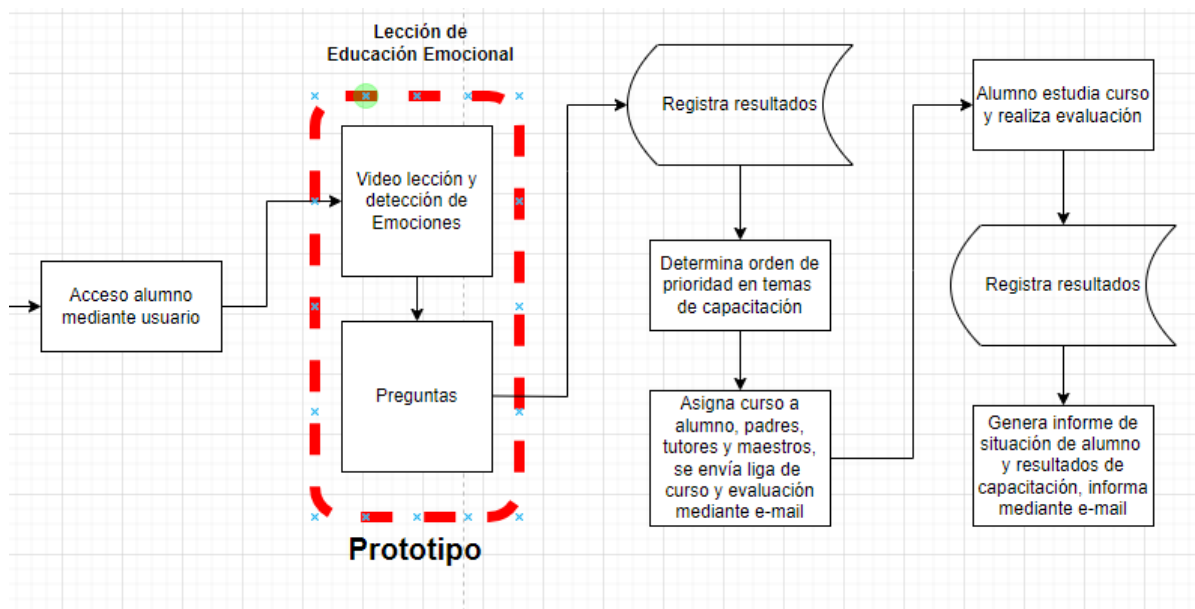 Lección de
Educación Emocional
Acceso alumno
mediante usuario
Video lección y
detección de
Emociones
Preguntas
Prototipo
Registra resultados
Determina orden de
prioridad en temas
de capacitación
Asigna curso a
alumno, padres,
tutores y maestros,
se envía liga de
curso y evaluación
mediante e-mail
Alumno estudia curso
y realiza evaluación
Registra resultados
Genera informe de
situación de alumno
y resultados de
capacitación, informa
mediante e-mail